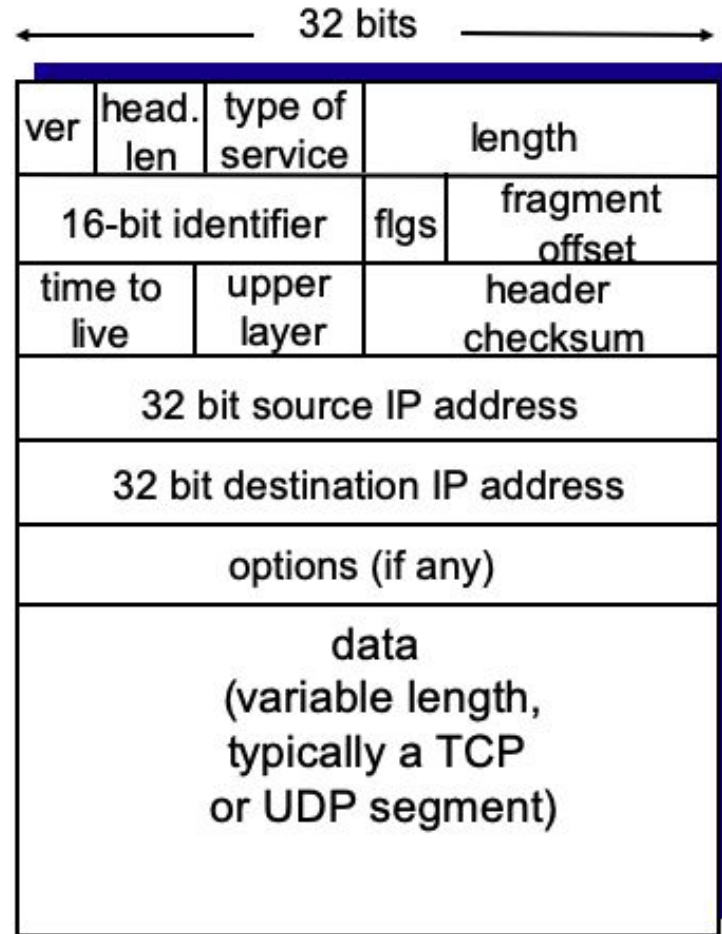 32 bits
ver
head.
len
type of
service
length
16-bit identifier
flgs
fragment
offset
time to
live
upper
layer
header
checksum
32 bit source IP address
32 bit destination IP address
options (if any)
data
(variable length,
typically a TCP
or UDP segment)